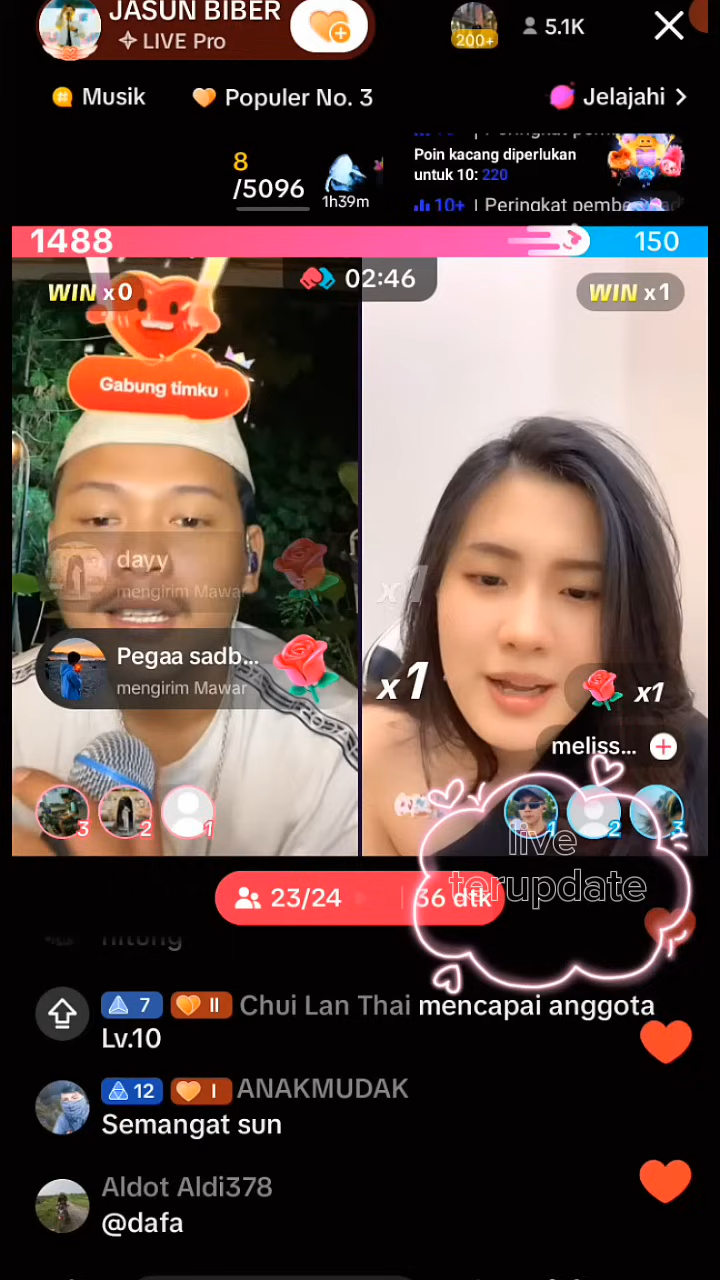 JASUN BIBER
LIVE Pro
200+
5.1K
Musik
Populer No. 3
Jelajahi
8
/5096
1h39m
Poin kacang diperlukan
untuk 10: 220
10+ | Peringkat
1488
150
WIN x0
02:46
WIN x1
Gabung timku
dayy
mengirim Mawar
x1
Pegaa sadb...
mengirim Mawar
x1
x1
meliss...
3
2
1
1
2
3
live
terupdate
23/24
36 dtk
hitung
7 II Chui Lan Thai mencapai anggota
Lv.10
12 I ANAKMUDAK
Semangat sun
Aldot Aldi378
@dafa